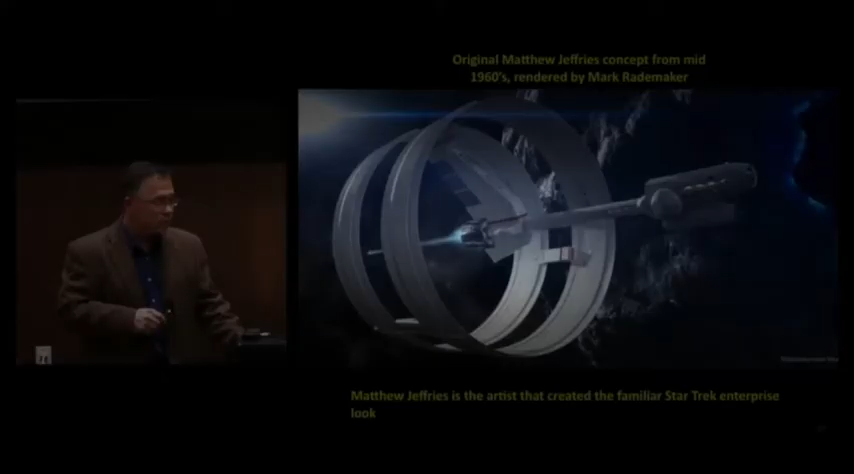 Original Matthew Jeffries concept from mid
1960's, rendered by Mark Rademaker
Matthew Jeffries is the artist that created the familiar Star Trek enterprise
look